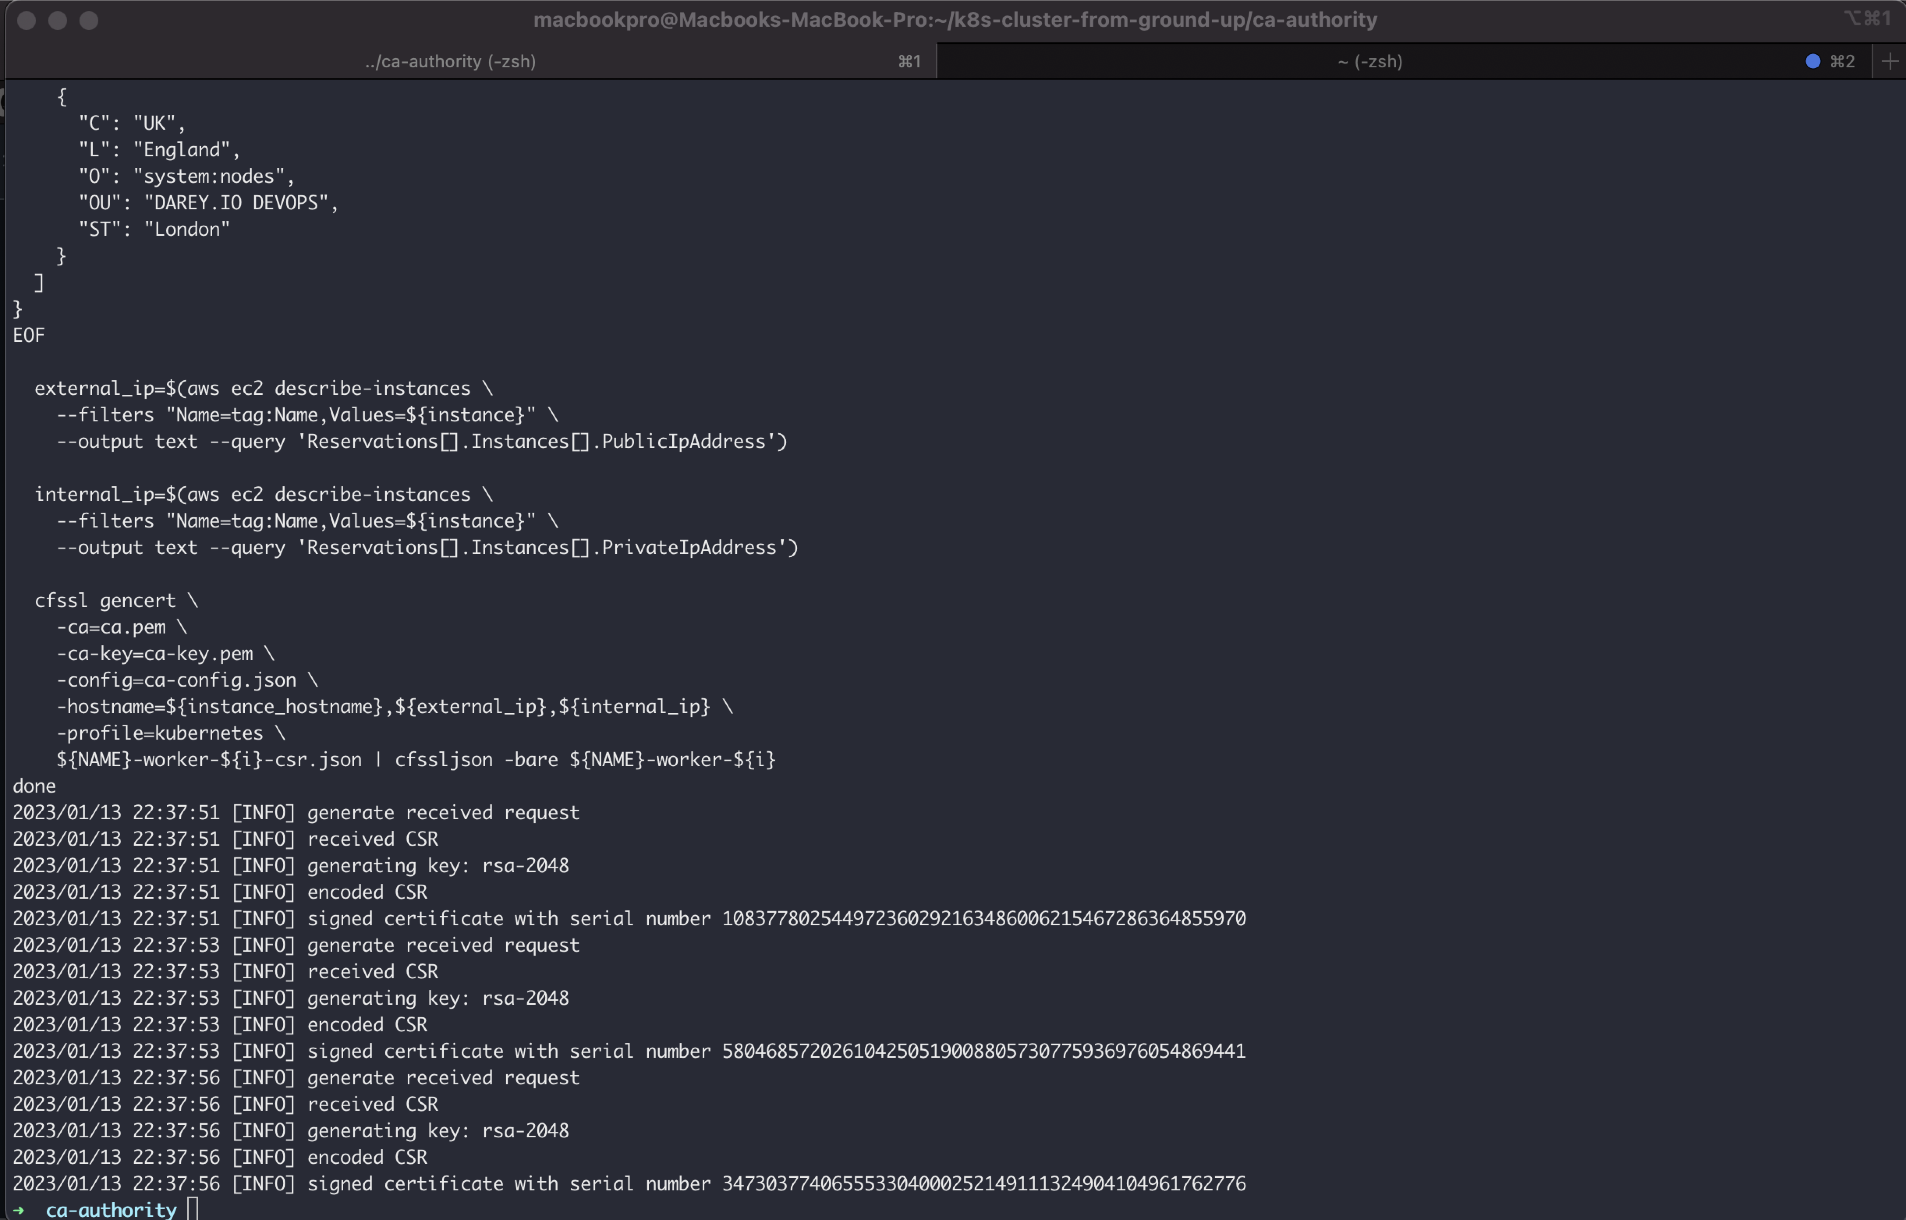 macbookpro@Macbooks-MacBook-Pro:~/k8s-cluster-from-ground-up/ca-authority ⌥⌘1
../ca-authority (-zsh) ⌘1 ~ (-zsh) ⌘2 +
    {
      "C": "UK",
      "L": "England",
      "O": "system:nodes",
      "OU": "DAREY.IO DEVOPS",
      "ST": "London"
    }
  ]
}
EOF

  external_ip=$(aws ec2 describe-instances \
    --filters "Name=tag:Name,Values=${instance}" \
    --output text --query 'Reservations[].Instances[].PublicIpAddress')

  internal_ip=$(aws ec2 describe-instances \
    --filters "Name=tag:Name,Values=${instance}" \
    --output text --query 'Reservations[].Instances[].PrivateIpAddress')

  cfssl gencert \
    -ca=ca.pem \
    -ca-key=ca-key.pem \
    -config=ca-config.json \
    -hostname=${instance_hostname},${external_ip},${internal_ip} \
    -profile=kubernetes \
    ${NAME}-worker-${i}-csr.json | cfssljson -bare ${NAME}-worker-${i}
done
2023/01/13 22:37:51 [INFO] generate received request
2023/01/13 22:37:51 [INFO] received CSR
2023/01/13 22:37:51 [INFO] generating key: rsa-2048
2023/01/13 22:37:51 [INFO] encoded CSR
2023/01/13 22:37:51 [INFO] signed certificate with serial number 108377802544972360292163486006215467286364855970
2023/01/13 22:37:53 [INFO] generate received request
2023/01/13 22:37:53 [INFO] received CSR
2023/01/13 22:37:53 [INFO] generating key: rsa-2048
2023/01/13 22:37:53 [INFO] encoded CSR
2023/01/13 22:37:53 [INFO] signed certificate with serial number 580468572026104250519008805730775936976054869441
2023/01/13 22:37:56 [INFO] generate received request
2023/01/13 22:37:56 [INFO] received CSR
2023/01/13 22:37:56 [INFO] generating key: rsa-2048
2023/01/13 22:37:56 [INFO] encoded CSR
2023/01/13 22:37:56 [INFO] signed certificate with serial number 347303774065553304000252149111324904104961762776
➜  ca-authority